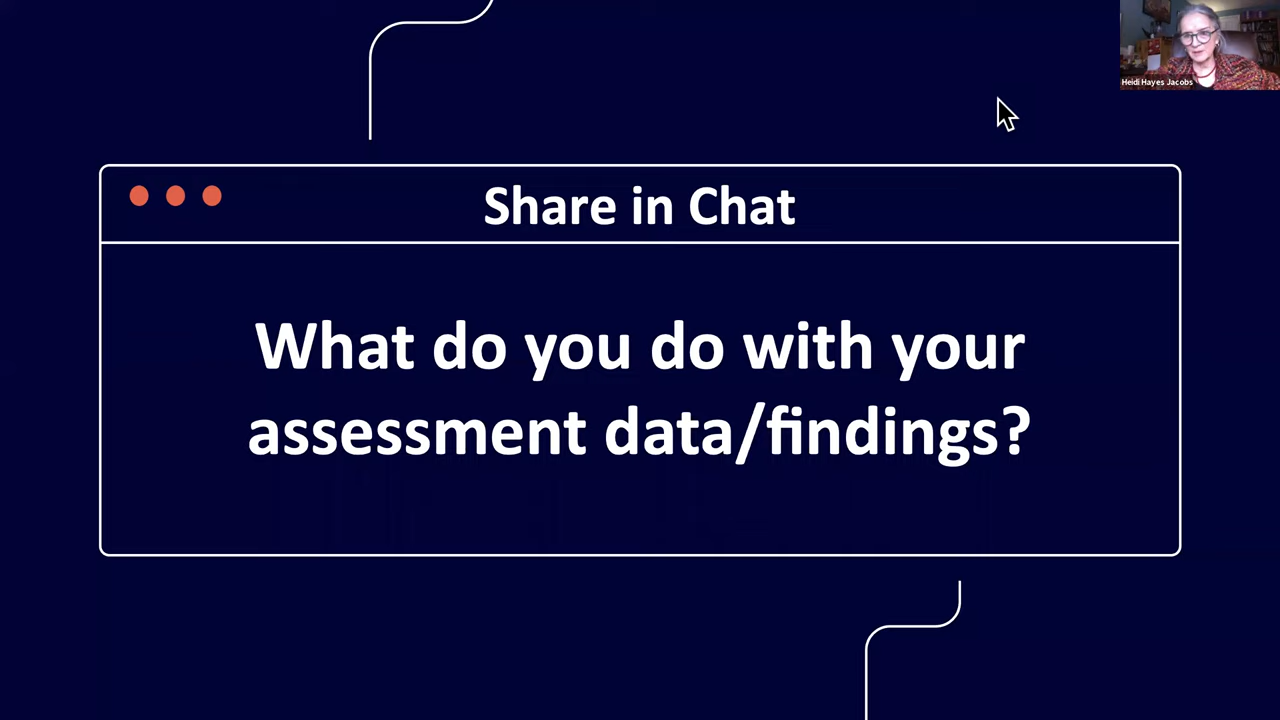 Heidi Hayes Jacobs
Share in Chat
What do you do with your
assessment data/findings?